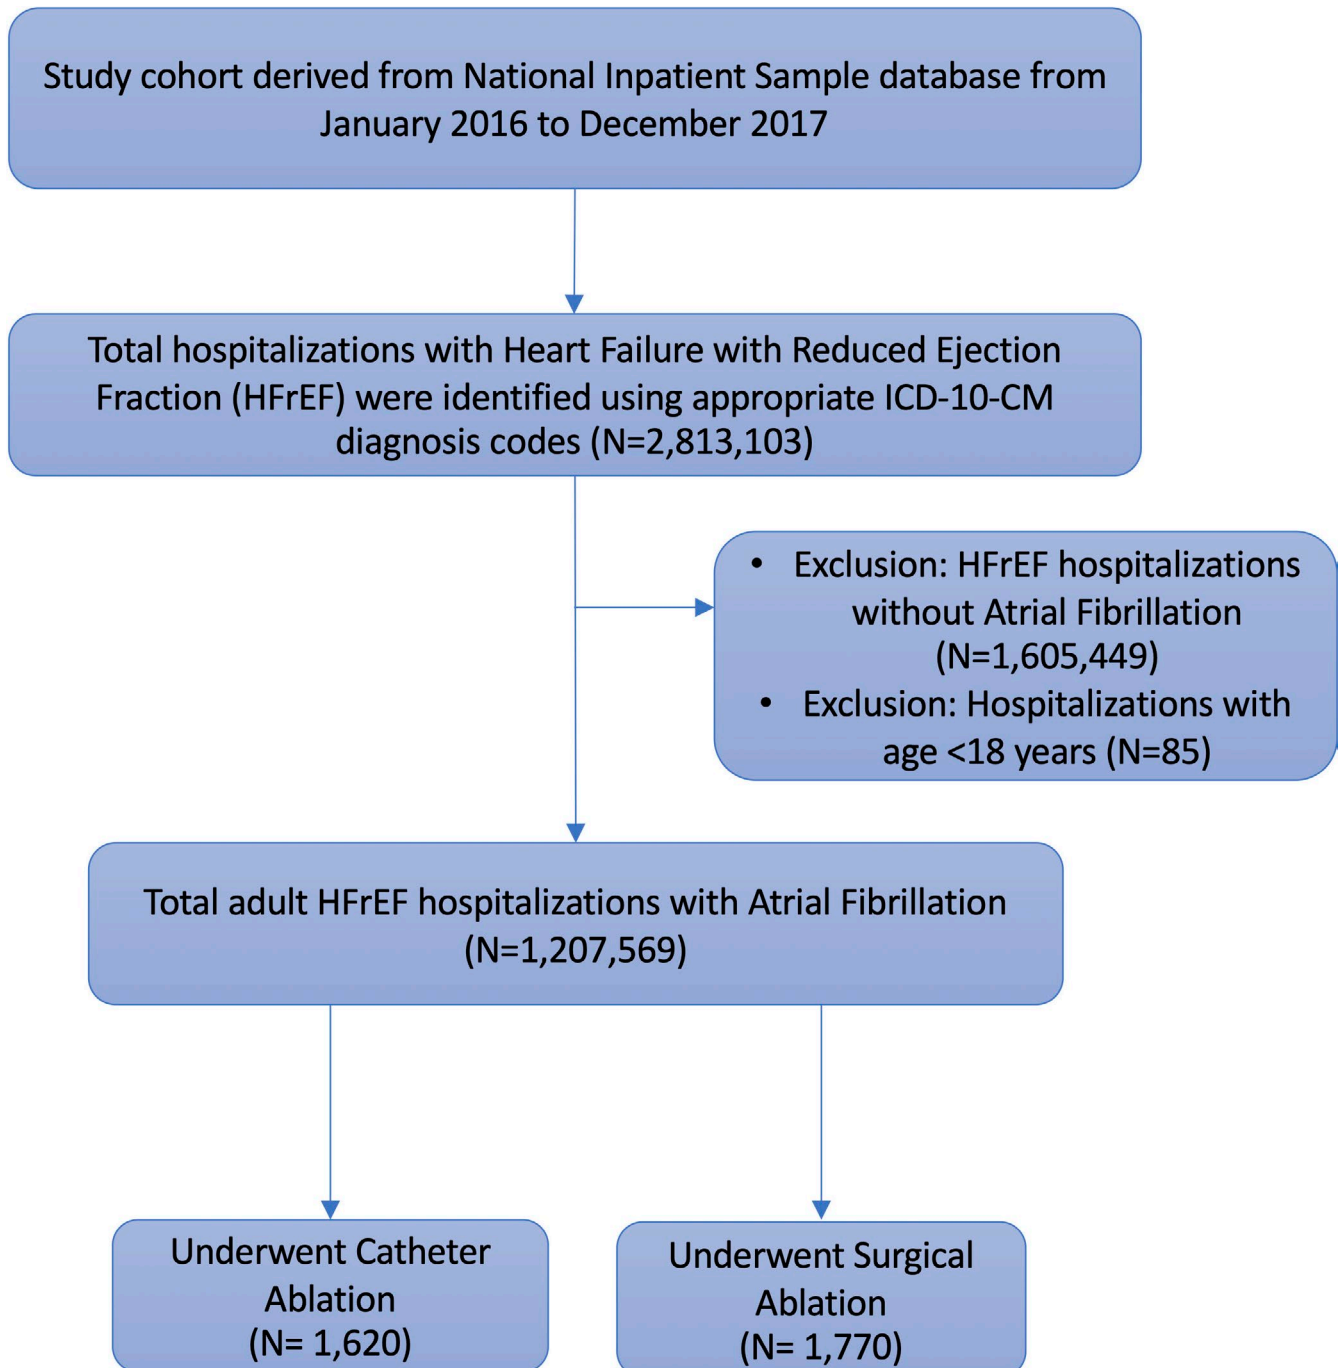 Study cohort derived from National Inpatient Sample database from
January 2016 to December 2017
Total hospitalizations with Heart Failure with Reduced Ejection
Fraction (HFrEF) were identified using appropriate ICD-10-CM
diagnosis codes (N=2,813,103)
• Exclusion: HFrEF hospitalizations
without Atrial Fibrillation
(N=1,605,449)
• Exclusion: Hospitalizations with
age <18 years (N=85)
Total adult HFrEF hospitalizations with Atrial Fibrillation
(N=1,207,569)
Underwent Catheter
Ablation
(N= 1,620)
Underwent Surgical
Ablation
(N= 1,770)